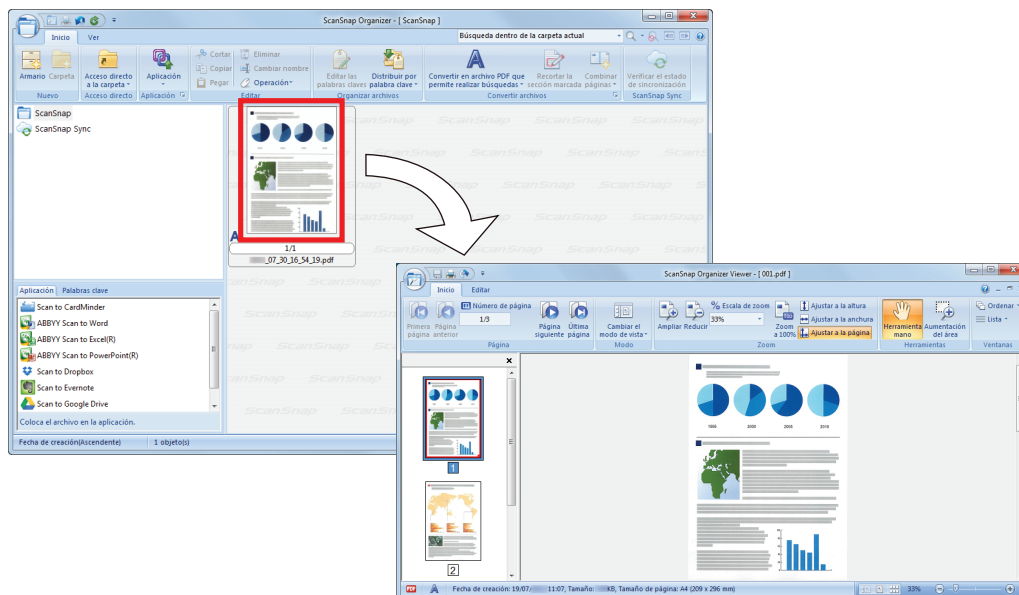 ScanSnap Organizer - [ ScanSnap ]
Inicio Ver
Búsqueda dentro de la carpeta actual
Armario Carpeta
Nuevo
Acceso directo
a la carpeta
Acceso directo
Aplicación
Aplicación
Cortar
Copiar
Pegar
Eliminar
Cambiar nombre
Operación
Editar
Editar las
palabras claves
Distribuir por
palabra clave
Organizar archivos
Convertir en archivo PDF que
permite realizar búsquedas
Recortar la
sección marcada
Combinar
páginas
Convertir archivos
Verificar el estado
de sincronización
ScanSnap Sync
ScanSnap
ScanSnap Sync
1/1
_07_30_16_54_19.pdf
Aplicación Palabras clave
Scan to CardMinder
ABBYY Scan to Word
ABBYY Scan to Excel(R)
ABBYY Scan to PowerPoint(R)
Scan to Dropbox
Scan to Evernote
Scan to Google Drive
Coloca el archivo en la aplicación.
Fecha de creación(Ascendente) 1 objeto(s)
ScanSnap Organizer Viewer - [ 001.pdf ]
Inicio Editar
Primera
página
Página
anterior
Número de página
1/3
Página
siguiente
Última
página
Página
Cambiar el
modo de vista
Modo
Ampliar Reducir
% Escala de zoom
33%
Zoom
a 100%
Ajustar a la altura
Ajustar a la anchura
Ajustar a la página
Zoom
Herramienta
mano
Aumentación
del área
Herramientas
Ordenar
Lista
Ventanas
1
2
1995 2000 2005 2010
PDF A Fecha de creación: 19/07/ 11:07, Tamaño: KB, Tamaño de página: A4 (209 x 296 mm) 33%